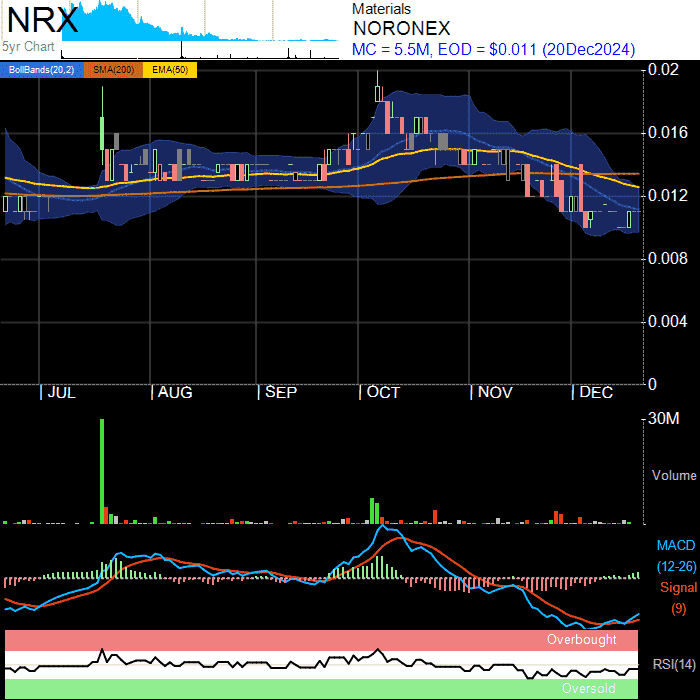 NRX
5yr Chart
Materials
NORONEX
MC = 5.5M, EOD = $0.011 (20Dec2024)
BollBands(20,2) SMA(200) EMA(50)
0.02
0.016
0.012
0.008
0.004
0
JUL AUG SEP OCT NOV DEC
30M
Volume
MACD
(12-26)
Signal
(9)
Overbought
RSI(14)
Oversold